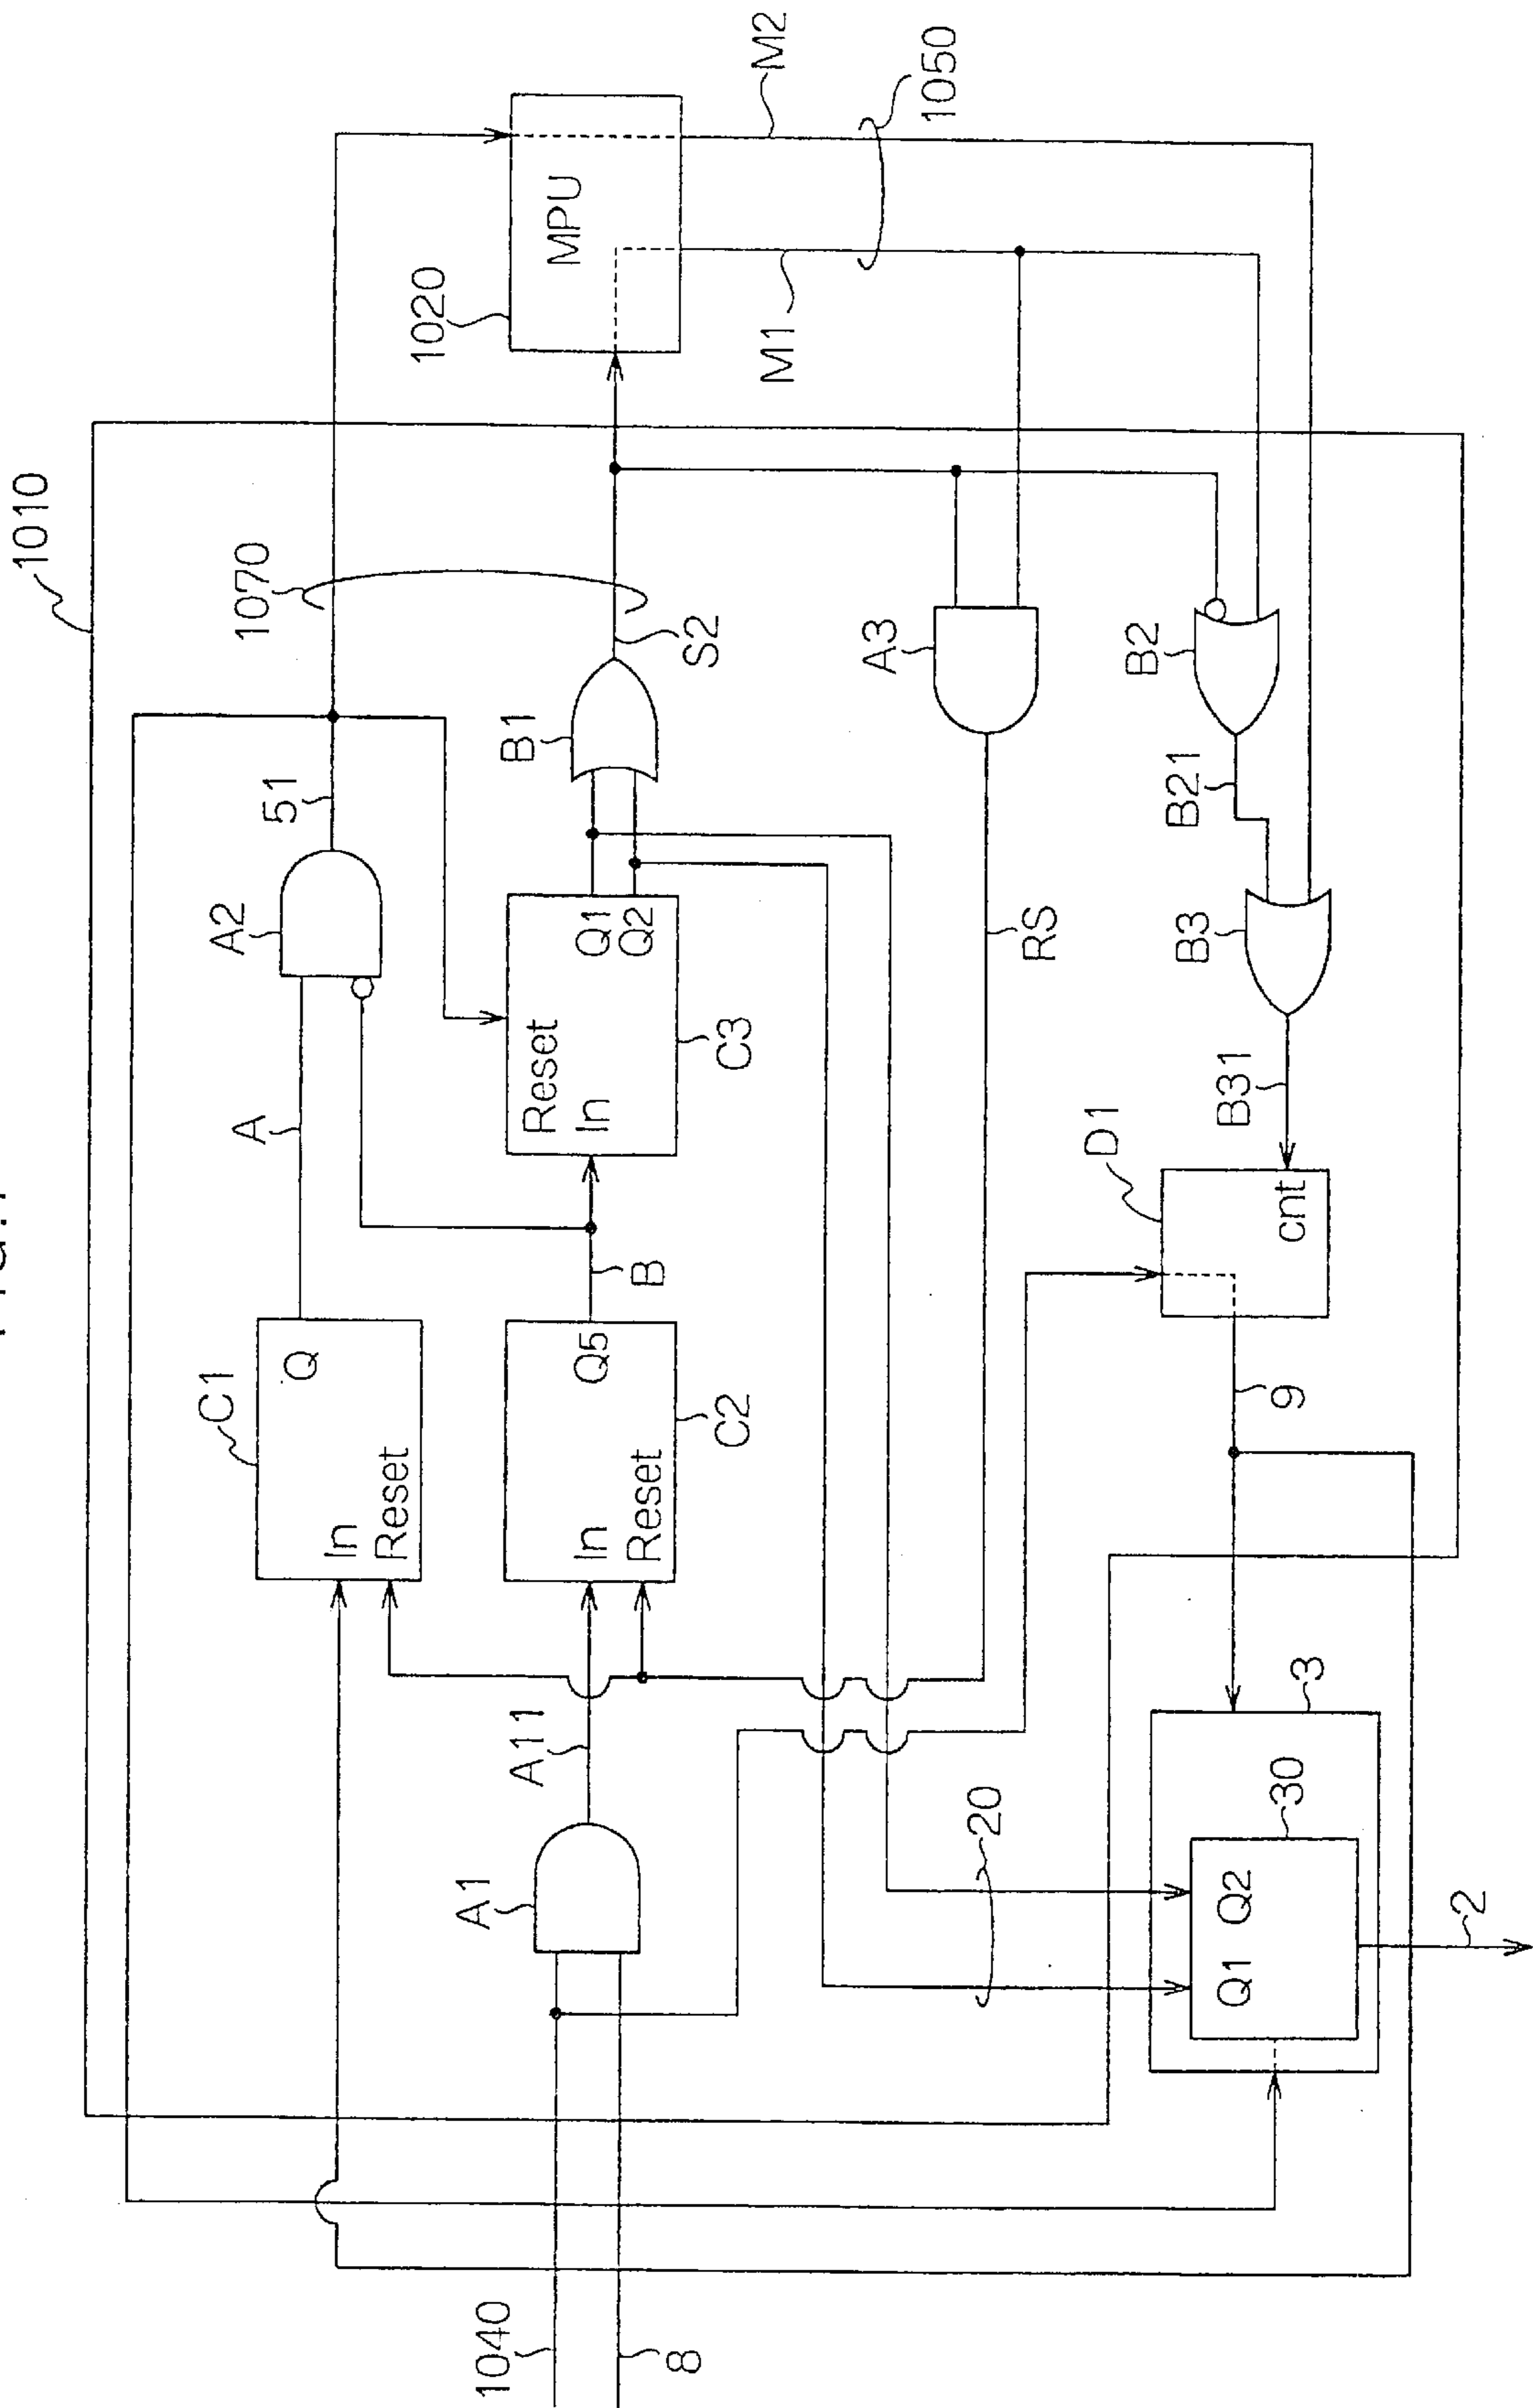 1010
1070
C1
Q
In
Reset
A
A2
51
1020
MPU
M2
1050
M1
A1
A11
1040
8
Q5
In
Reset
C2
B
Reset
In
Q1
Q2
C3
B1
S2
A3
RS
B2
B21
B3
B31
D1
cnt
9
20
3
30
Q1
Q2
2